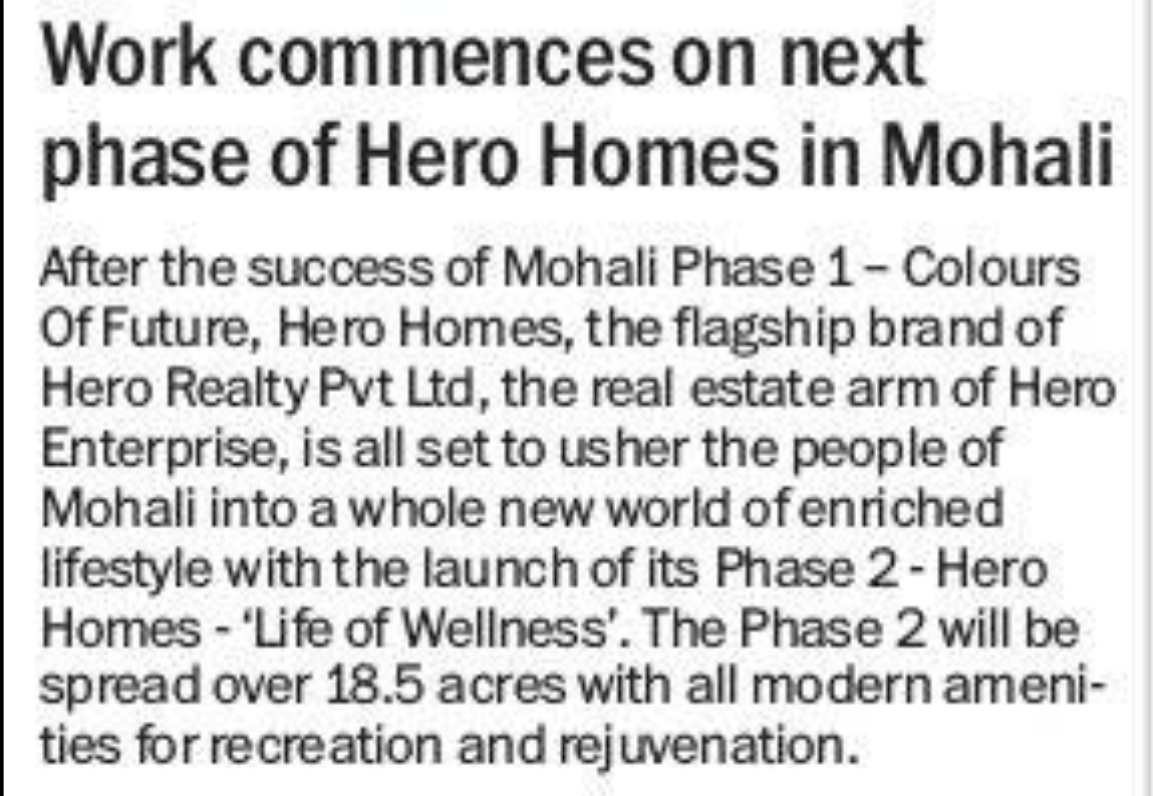 Work commences on next
phase of Hero Homes in Mohali
After the success of Mohali Phase 1 – Colours
Of Future, Hero Homes, the flagship brand of
Hero Realty Pvt Ltd, the real estate arm of Hero
Enterprise, is all set to usher the people of
Mohali into a whole new world of enriched
lifestyle with the launch of its Phase 2 - Hero
Homes - ‘Life of Wellness’. The Phase 2 will be
spread over 18.5 acres with all modern ameni-
ties for recreation and rejuvenation.